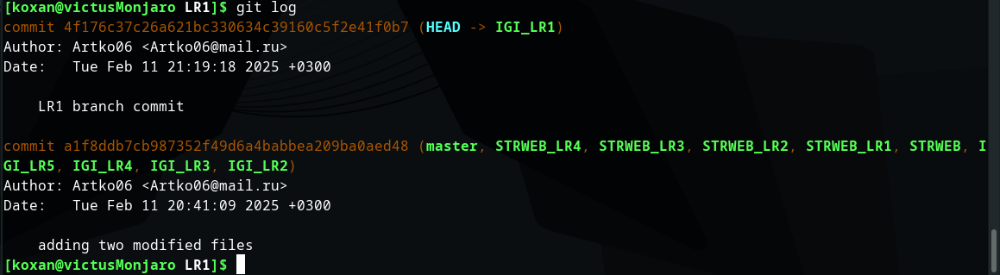 [koxan@victusMonjaro LR1]$ git log
commit 4f176c37c26a621bc330634c39160c5f2e41f0b7 (HEAD -> IGI_LR1)
Author: Artko06 <Artko06@mail.ru>
Date:   Tue Feb 11 21:19:18 2025 +0300
    LR1 branch commit
commit a1f8ddb7cb987352f49d6a4babbea209ba0aed48 (master, STRWEB_LR4, STRWEB_LR3, STRWEB_LR2, STRWEB_LR1, STRWEB, I
GI_LR5, IGI_LR4, IGI_LR3, IGI_LR2)
Author: Artko06 <Artko06@mail.ru>
Date:   Tue Feb 11 20:41:09 2025 +0300
    adding two modified files
[koxan@victusMonjaro LR1]$